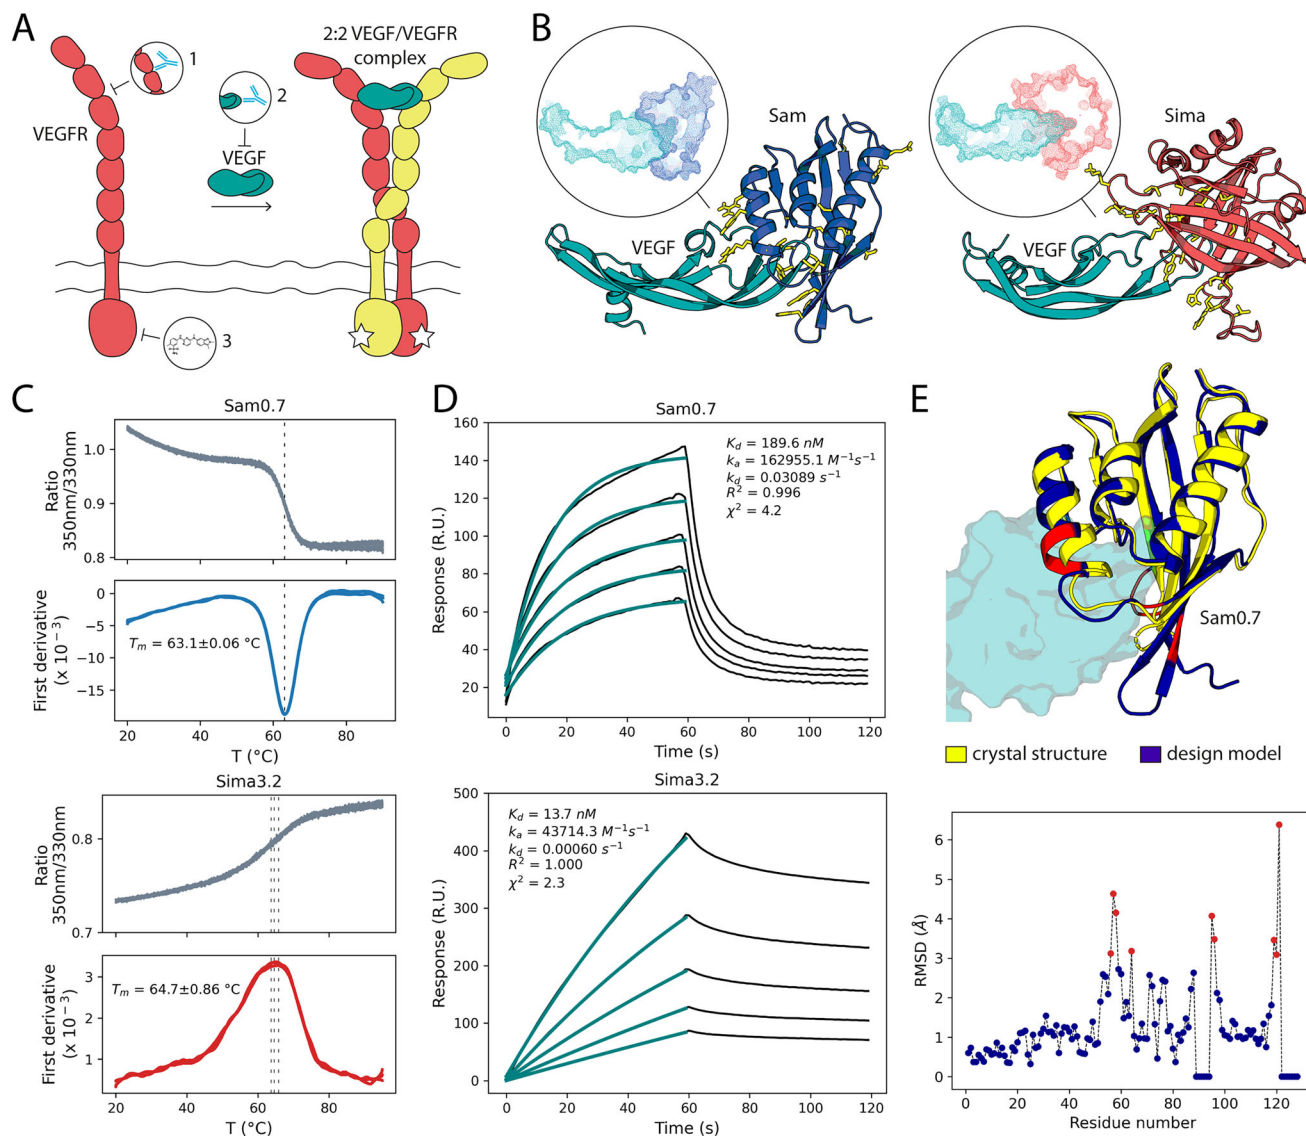 A
VEGFR
1
2
VEGF
3
2:2 VEGF/VEGFR
complex
B
Sam
VEGF
Sima
VEGF
C
Sam0.7
Ratio
350nm/330nm
1.0
0.9
0.8
First derivative
(x 10⁻³)
0
−5
−10
−15
Tm = 63.1±0.06 °C
20 40 60 80
T (°C)
Sima3.2
Ratio
350nm/330nm
0.8
0.7
First derivative
(x 10⁻³)
3
2
1
Tm = 64.7±0.86 °C
20 40 60 80
T (°C)
D
Sam0.7
Response (R.U.)
160
140
120
100
80
60
40
20
Kd = 189.6 nM
ka = 162955.1 M⁻¹s⁻¹
kd = 0.03089 s⁻¹
R² = 0.996
χ² = 4.2
0 20 40 60 80 100 120
Time (s)
Sima3.2
Response (R.U.)
500
400
300
200
100
0
Kd = 13.7 nM
ka = 43714.3 M⁻¹s⁻¹
kd = 0.00060 s⁻¹
R² = 1.000
χ² = 2.3
0 20 40 60 80 100 120
Time (s)
E
Sam0.7
crystal structure design model
RMSD (Å)
6
5
4
3
2
1
0
0 20 40 60 80 100 120
Residue number